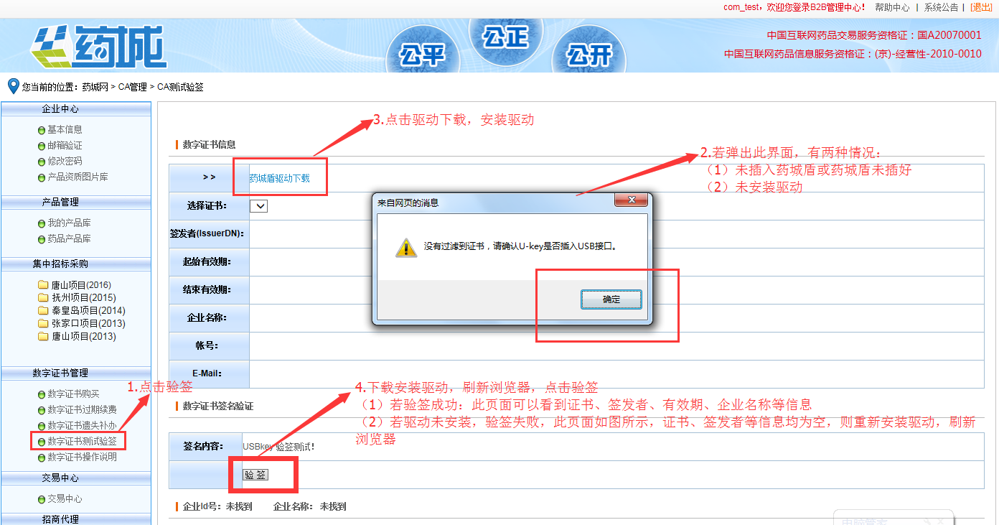 com_test，欢迎您登录B2B管理中心！ 帮助中心 | 系统公告 | [退出]
药城
公平
公正
公开
中国互联网药品交易服务资格证：国A20070001
中国互联网药品信息服务资格证：(京)-经营性-2010-0010
您当前的位置：药城网 > CA管理 > CA测试验签
企业中心
基本信息
邮箱验证
修改密码
产品资质图片库
产品管理
我的产品库
药品产品库
集中招标采购
唐山项目(2016)
抚州项目(2015)
秦皇岛项目(2014)
张家口项目(2013)
唐山项目(2013)
数字证书管理
数字证书购买
数字证书过期续费
数字证书遗失补办
数字证书测试验签
数字证书操作说明
交易中心
交易中心
招商代理
1.点击验签
3.点击驱动下载，安装驱动
数字证书信息
2.若弹出此界面，有两种情况：
（1）未插入药城盾或药城盾未插好
（2）未安装驱动
>> 药城盾驱动下载
选择证书：
签发者(IssuerDN)：
起始有效期：
结束有效期：
企业名称：
帐号：
E-Mail：
来自网页的消息
没有过滤到证书，请确认U-key是否插入USB接口。
确定
4.下载安装驱动，刷新浏览器，点击验签
（1）若验签成功：此页面可以看到证书、签发者、有效期、企业名称等信息
（2）若驱动未安装，验签失败，此页面如图所示，证书、签发者等信息均为空，则重新安装驱动，刷新
浏览器
数字证书签名验证
签名内容： USBkey 验签测试！
验 签
企业Id号：未找到 企业名称：未找到
电脑管家